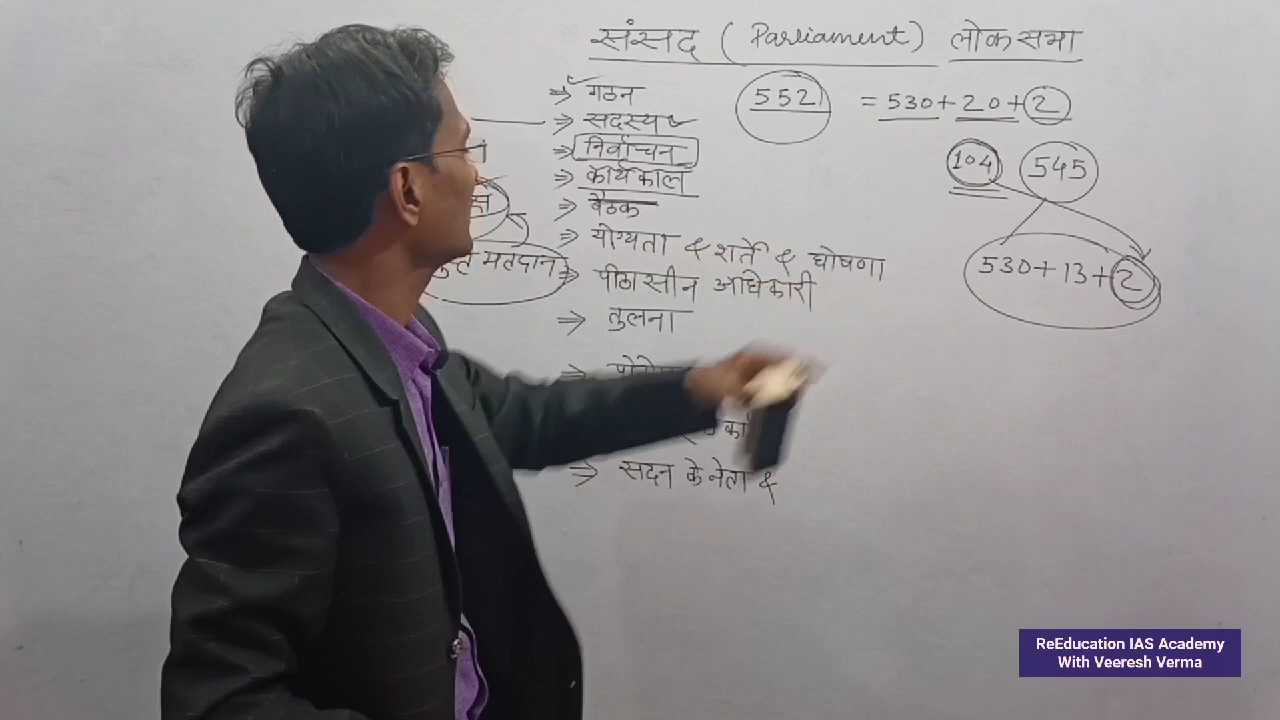 संसद (Parliament) लोकसभा
⇒ गठन
552 = 530 + 20 + 2
⇒ सदस्य
⇒ निर्वाचन
104 545
⇒ कार्यकाल
⇒ बैठक
⇒ योग्यता & शर्तें & घोषणा
मतदान
530 + 13 + 2
⇒ पीठासीन अधिकारी
⇒ तुलना
⇒ सदन के नेता &
ReEducation IAS Academy
With Veeresh Verma